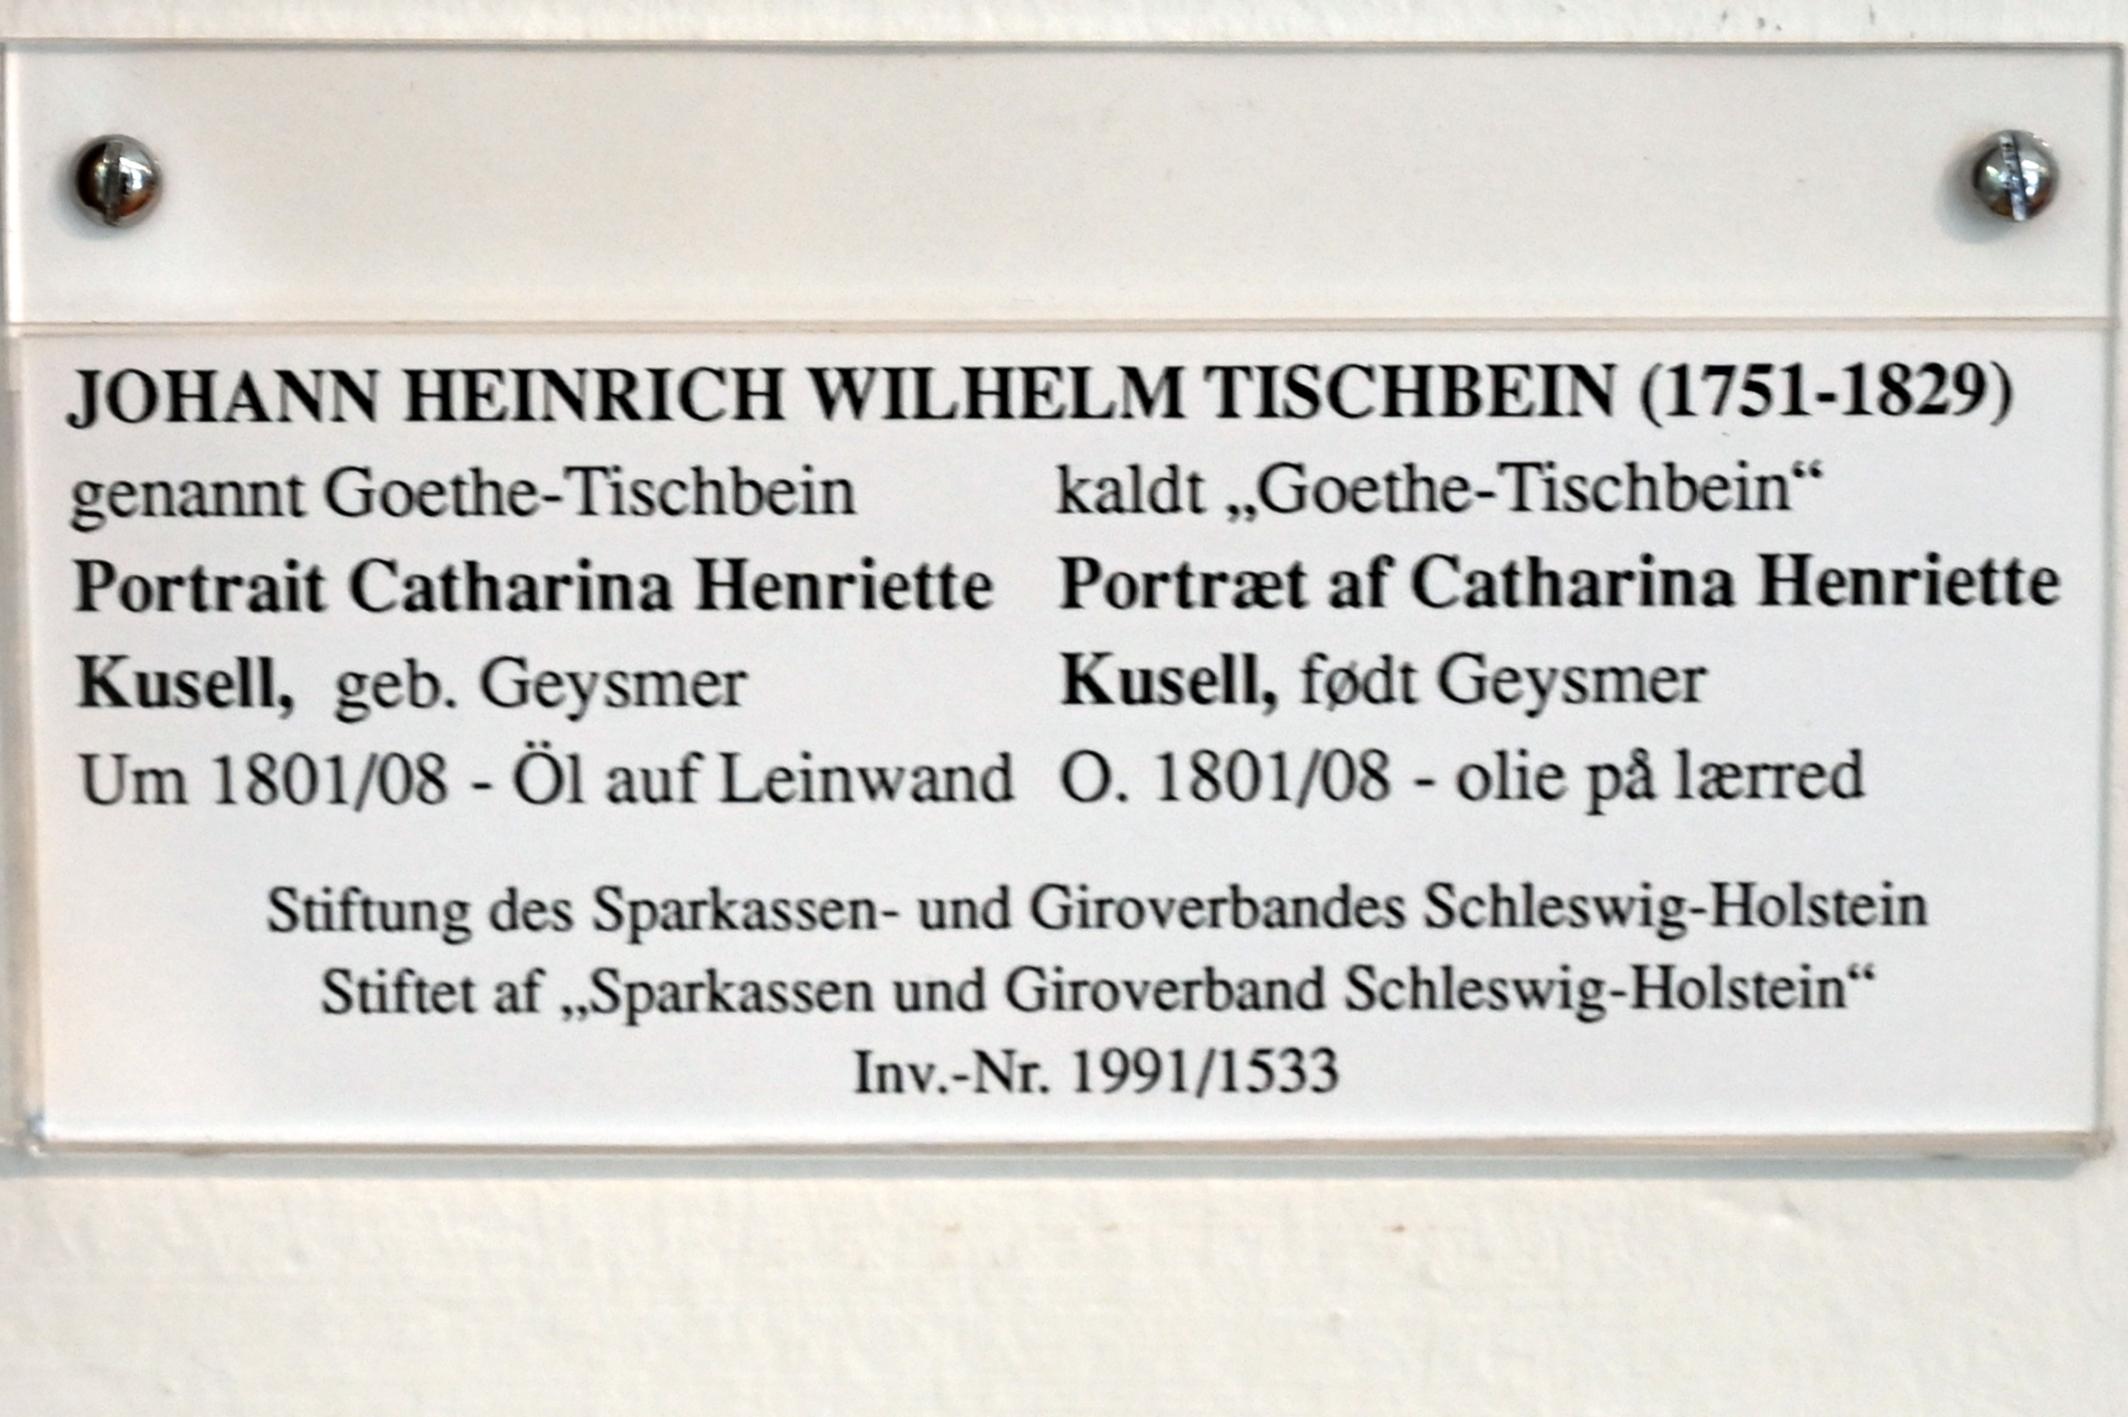 JOHANN HEINRICH WILHELM TISCHBEIN (1751-1829)
genannt Goethe-Tischbein
Portrait Catharina Henriette
Kusell, geb. Geysmer
Um 1801/08 - Öl auf Leinwand
kaldt „Goethe-Tischbein“
Portræt af Catharina Henriette
Kusell, født Geysmer
O. 1801/08 - olie på lærred
Stiftung des Sparkassen- und Giroverbandes Schleswig-Holstein
Stiftet af „Sparkassen und Giroverband Schleswig-Holstein“
Inv.-Nr. 1991/1533